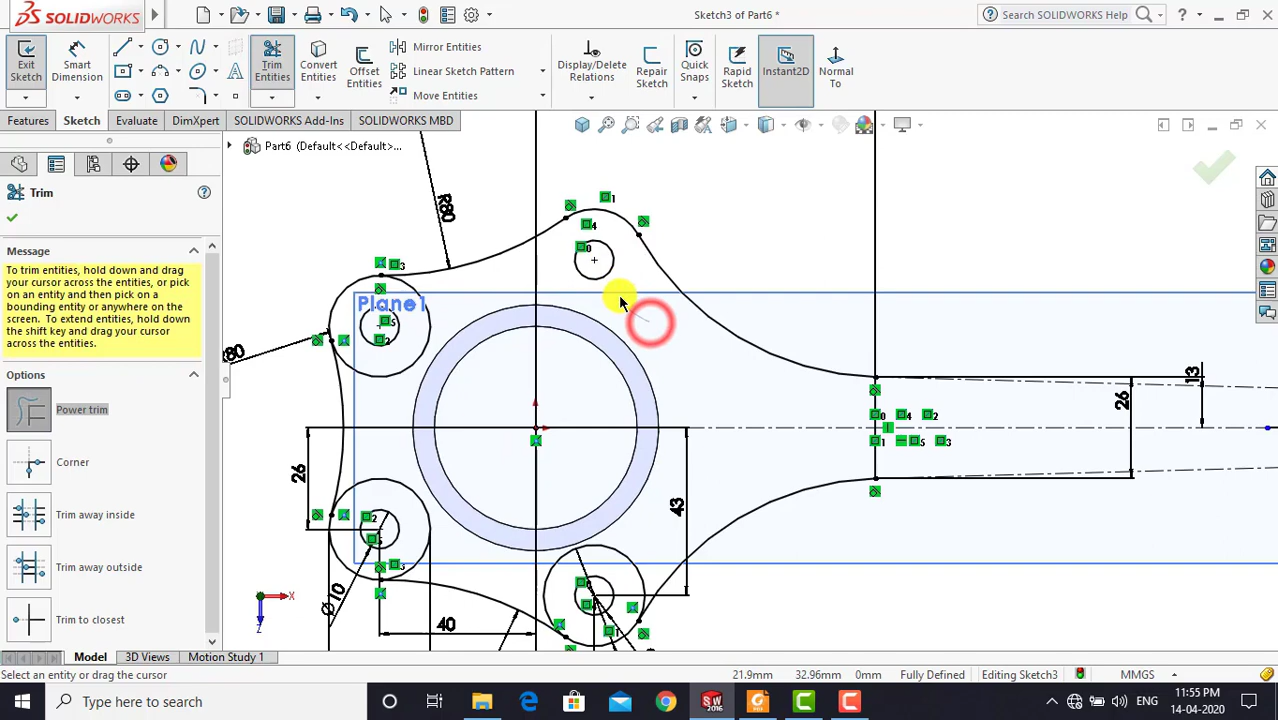 SOLIDWORKS
Sketch3 of Part6 *
Search SOLIDWORKS Help
Exit Sketch
Smart Dimension
Trim Entities
Convert Entities
Offset Entities
Mirror Entities
Linear Sketch Pattern
Move Entities
Display/Delete Relations
Repair Sketch
Quick Snaps
Rapid Sketch
Instant2D
Normal To
Features
Sketch
Evaluate
DimXpert
SOLIDWORKS Add-Ins
SOLIDWORKS MBD
Part6 (Default<<Default>...
Trim
Message
To trim entities, hold down and drag
your cursor across the entities, or pick
on an entity and then pick on a
bounding entity or anywhere on the
screen. To extend entities, hold down
the shift key and drag your cursor
across the entities.
Options
Power trim
Corner
Trim away inside
Trim away outside
Trim to closest
R80
Plane1
R80
26
43
13
26
Ø10
40
X
Z
Model
3D Views
Motion Study 1
Select an entity or drag the cursor
21.9mm
32.96mm
0mm
Fully Defined
Editing Sketch3
MMGS
Type here to search
SW 2016
ENG
11:55 PM
14-04-2020